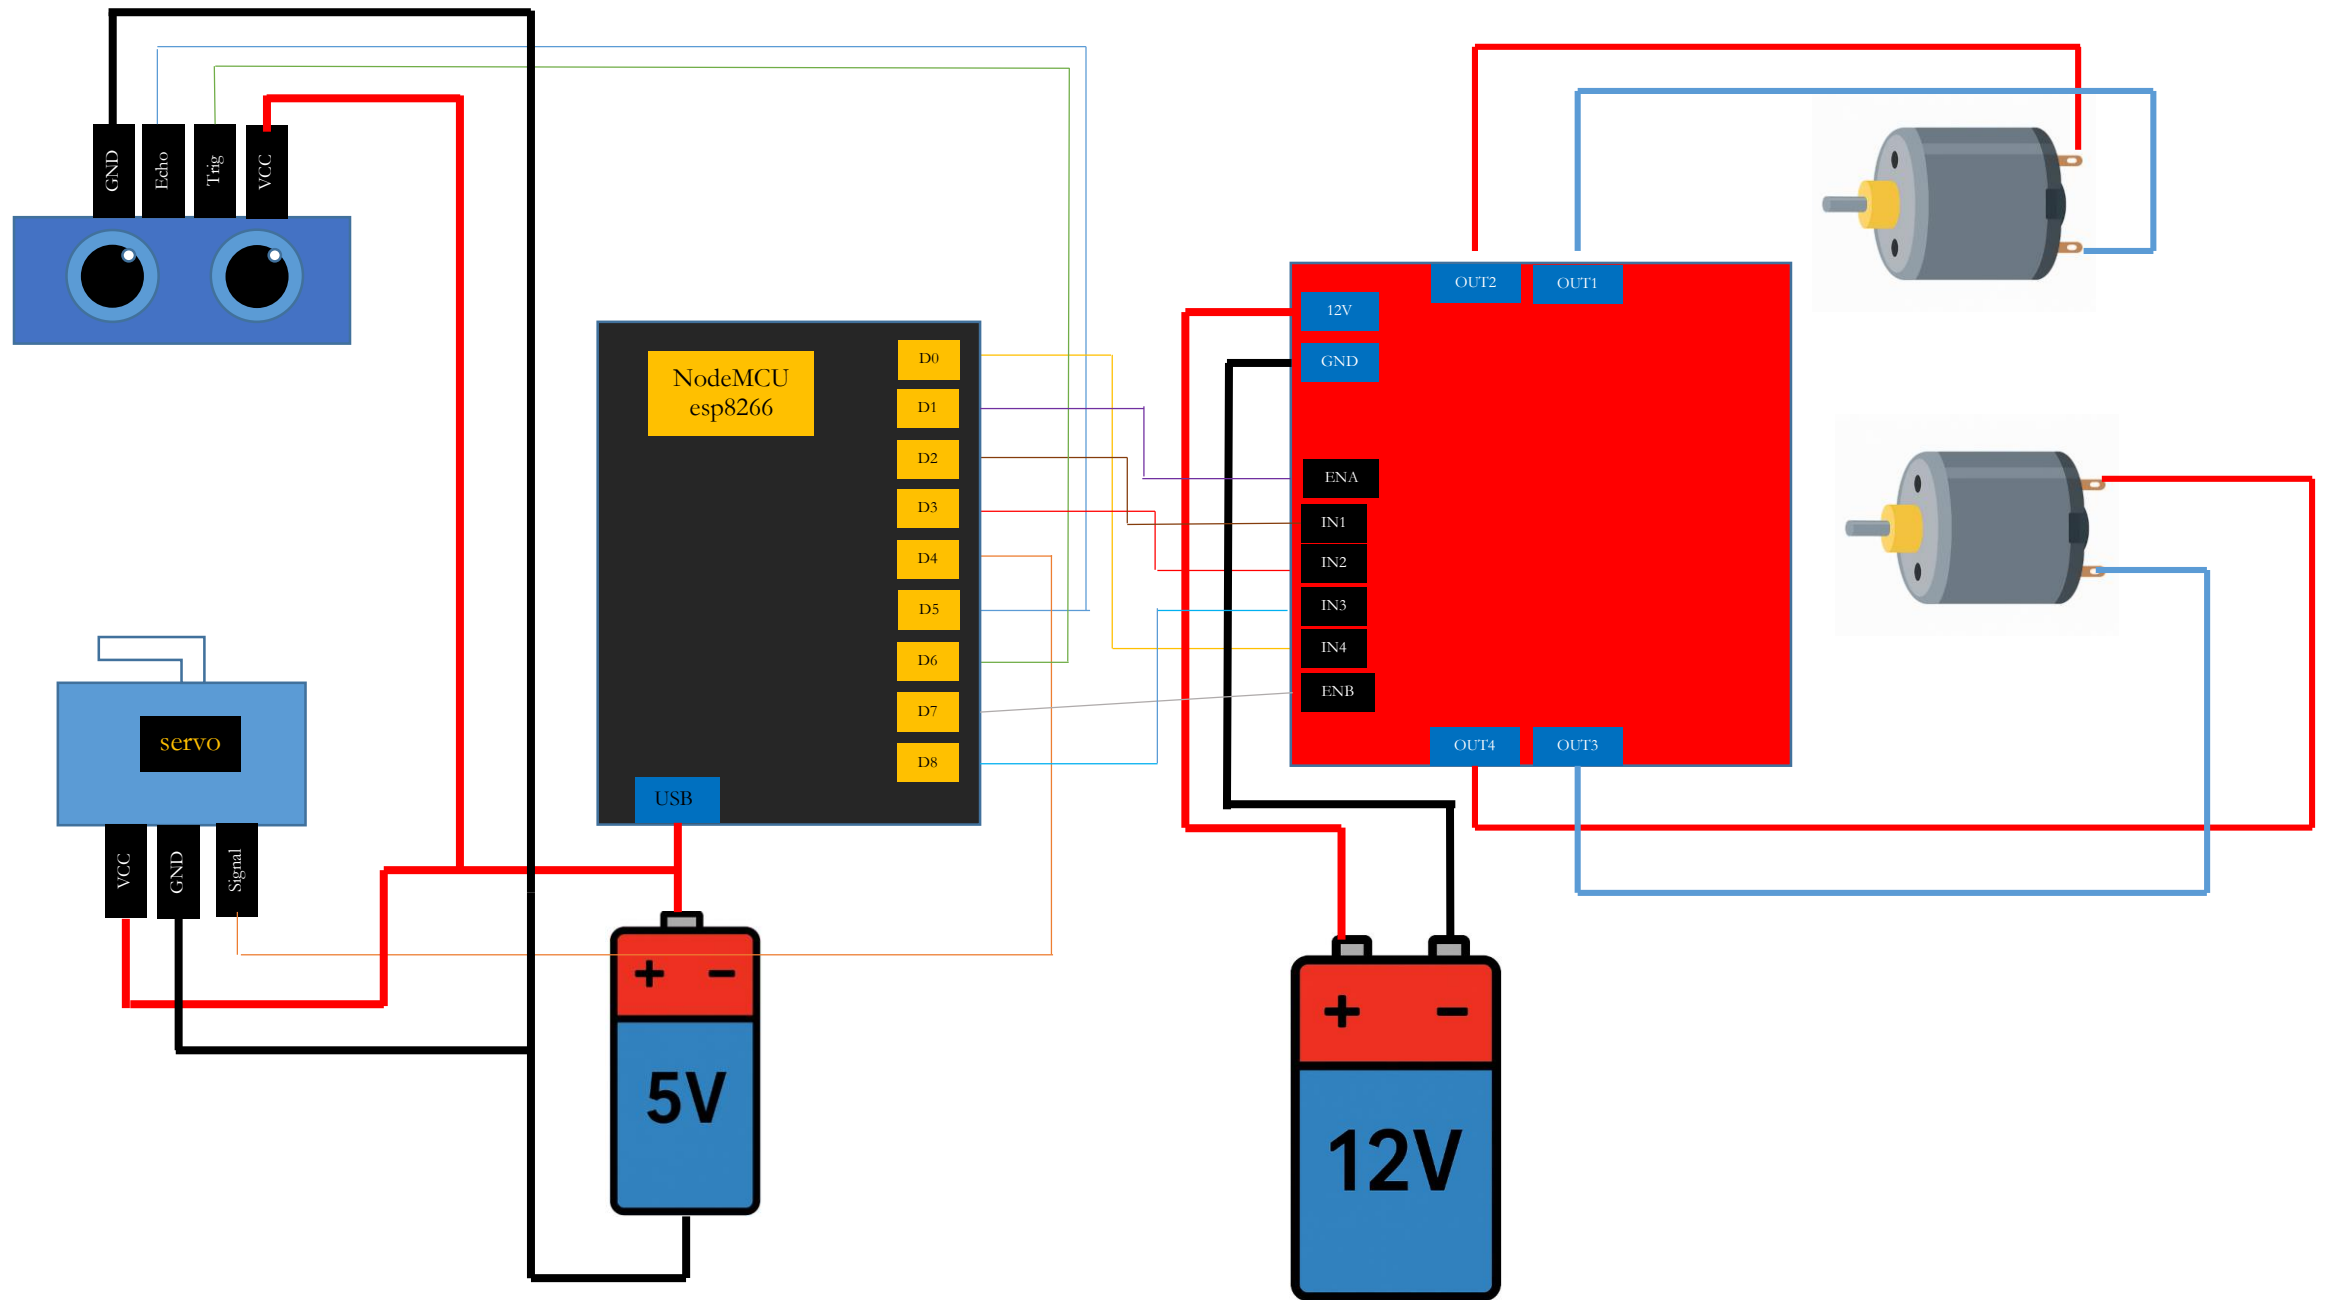 GND
Echo
Trig
VCC
NodeMCU
esp8266
D0
D1
D2
D3
D4
D5
D6
D7
D8
USB
servo
VCC
GND
Signal
+ −
5V
OUT2
OUT1
12V
GND
ENA
IN1
IN2
IN3
IN4
ENB
OUT4
OUT3
+ −
12V